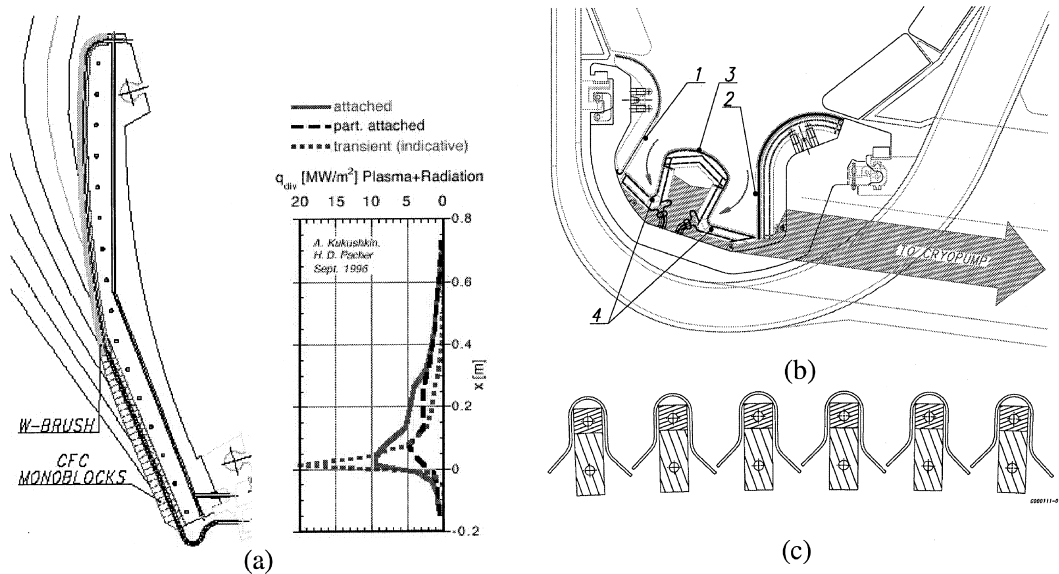 (a)
attached
part. attached
transient (indicative)
q_div [MW/m²] Plasma+Radiation
20 15 10 5 0
0.8
A. Kukushkin,
H. D. Pacher
Sept. 1996
0.6
0.4
x [m]
0.2
0
-0.2
W-BRUSH
CFC
MONOBLOCKS
(a)
(b)
1
3
2
TO CRYOPUMP
4
(b)
(c)